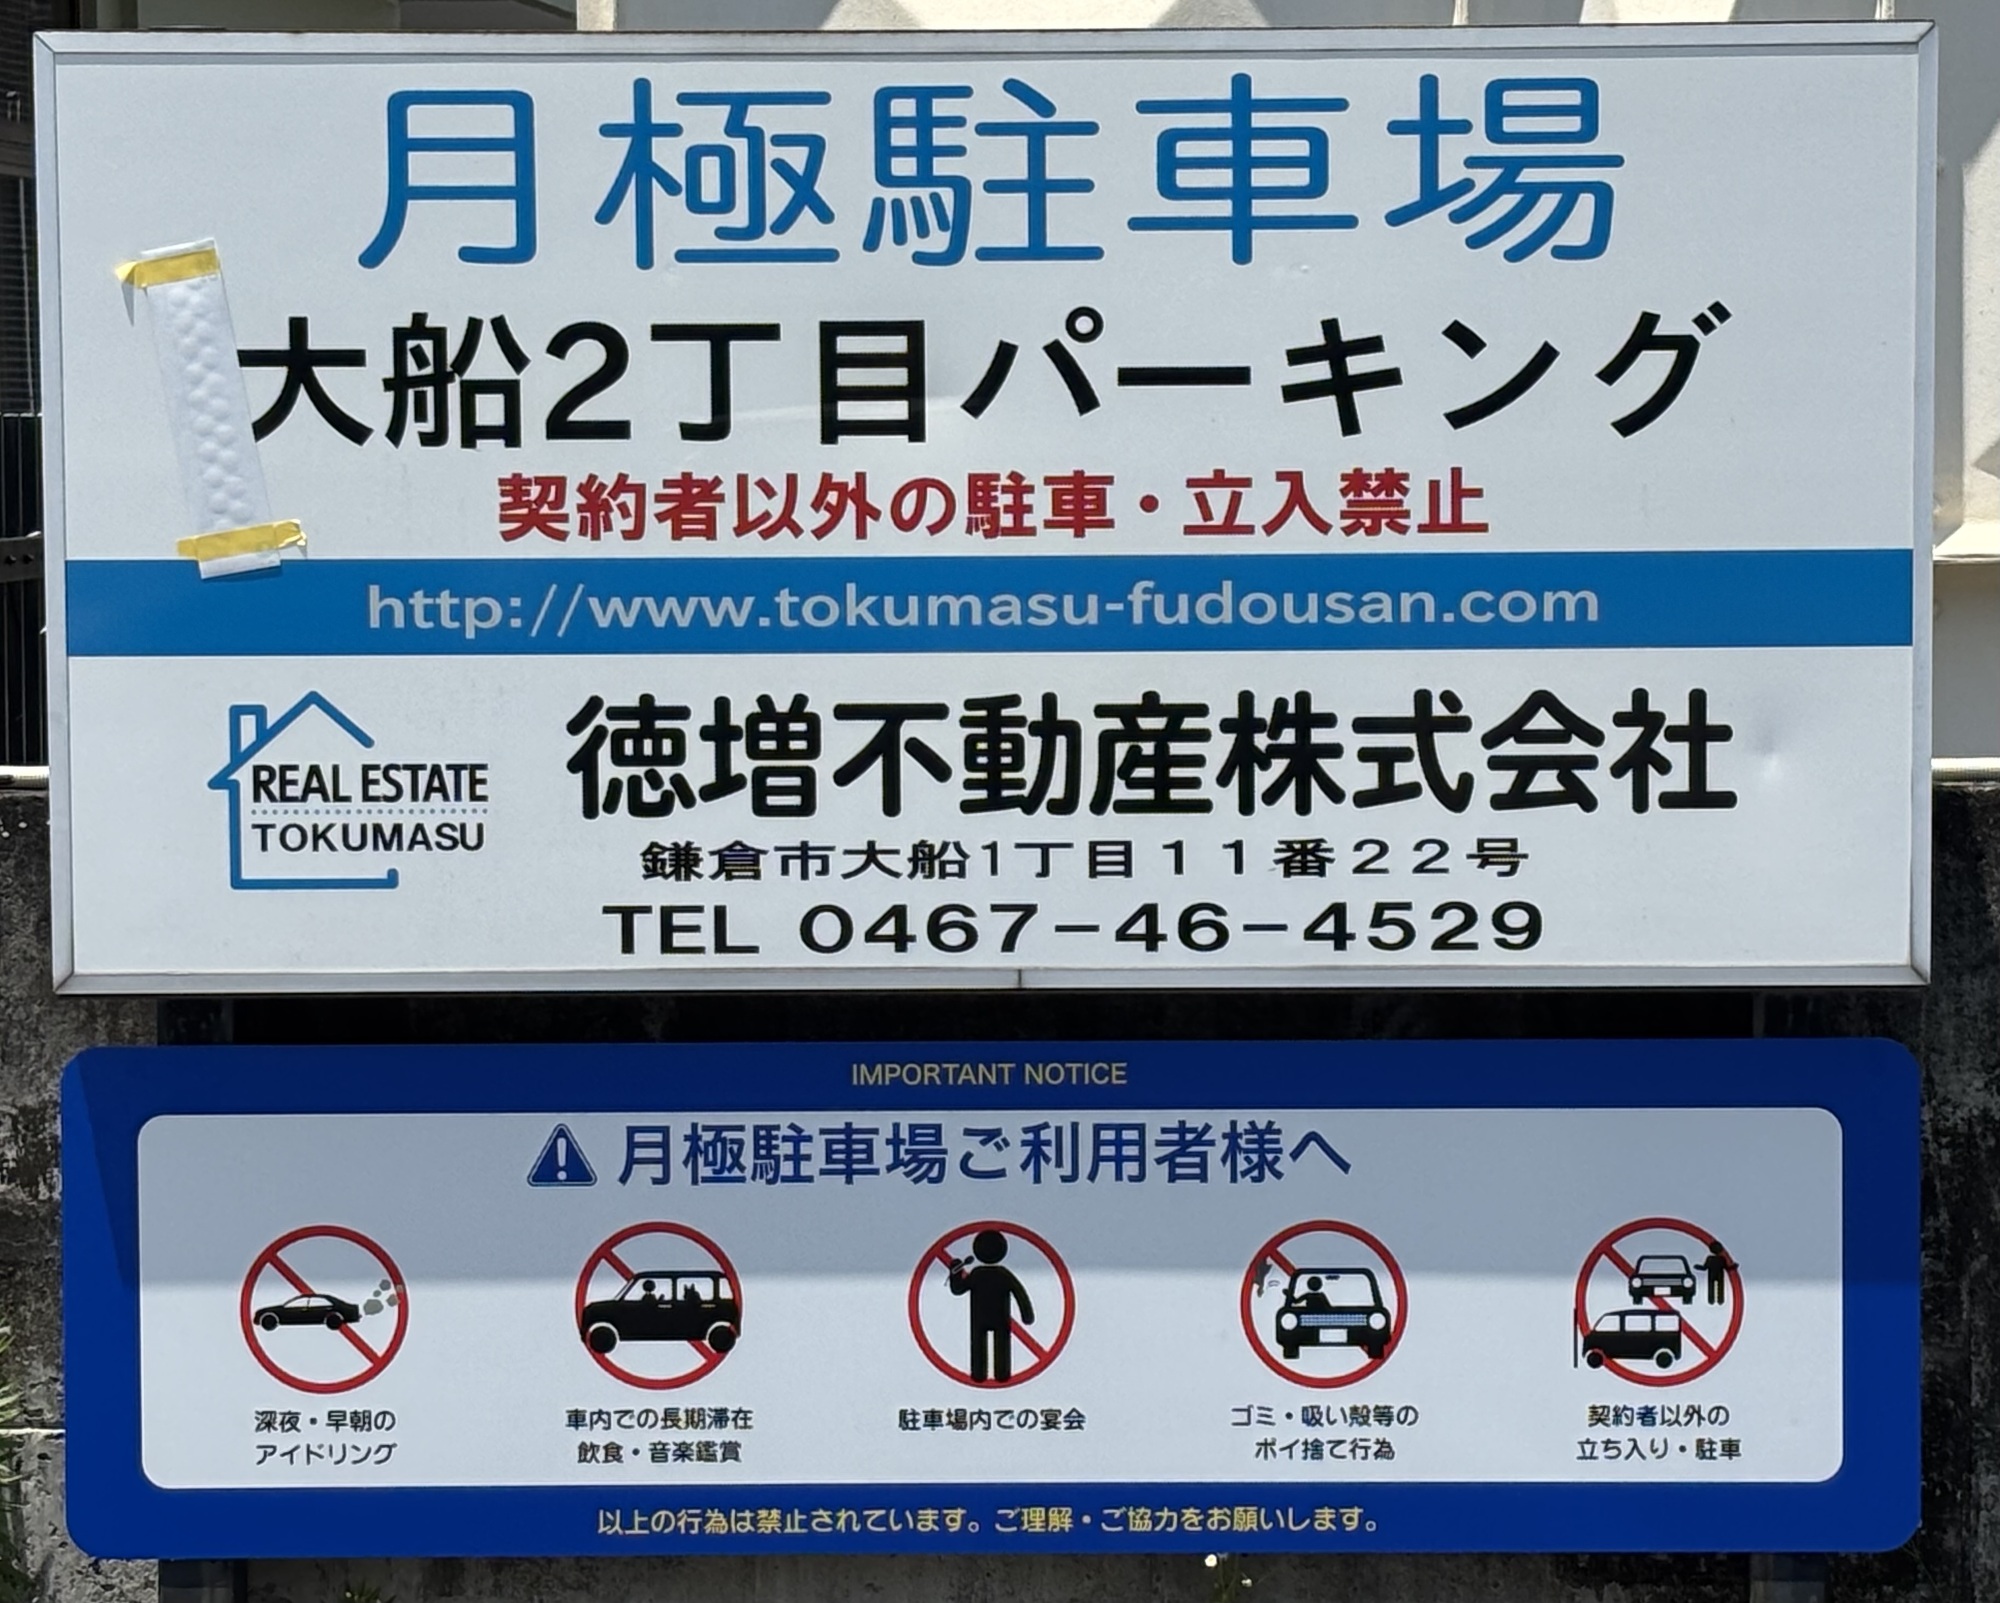 月極駐車場
大船2丁目パーキング
契約者以外の駐車・立入禁止
http://www.tokumasu-fudousan.com
REAL ESTATE
TOKUMASU
徳増不動産株式会社
鎌倉市大船1丁目11番22号
TEL 0467-46-4529
IMPORTANT NOTICE
月極駐車場ご利用者様へ
深夜・早朝の
アイドリング
車内での長期滞在
飲食・音楽鑑賞
駐車場内での宴会
ゴミ・吸い殻等の
ポイ捨て行為
契約者以外の
立ち入り・駐車
以上の行為は禁止されています。ご理解・ご協力をお願いします。